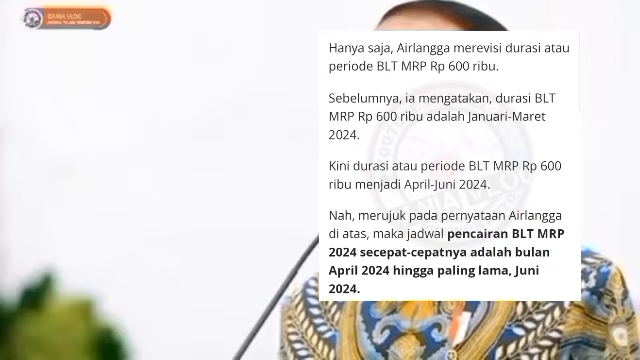 DANIA VLOG
Hanya saja, Airlangga merevisi durasi atau
periode BLT MRP Rp 600 ribu.
Sebelumnya, ia mengatakan, durasi BLT
MRP Rp 600 ribu adalah Januari-Maret
2024.
Kini durasi atau periode BLT MRP Rp 600
ribu menjadi April-Juni 2024.
Nah, merujuk pada pernyataan Airlangga
di atas, maka jadwal pencairan BLT MRP
2024 secepat-cepatnya adalah bulan
April 2024 hingga paling lama, Juni
2024.